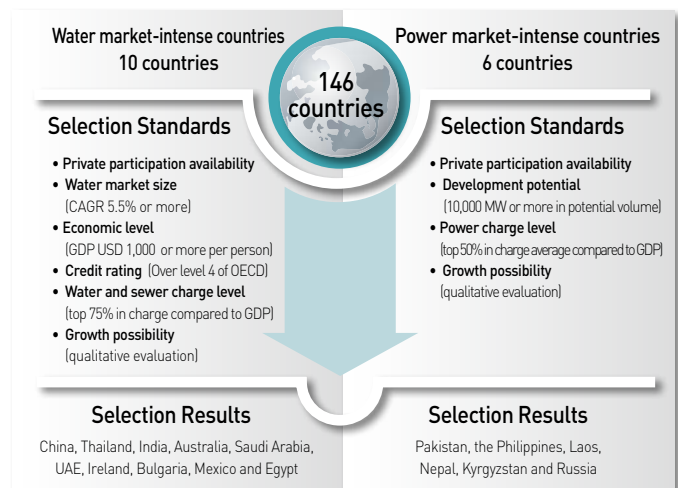 Water market-intense countries
10 countries
146
countries
Power market-intense countries
6 countries
Selection Standards
• Private participation availability
• Water market size
(CAGR 5.5% or more)
• Economic level
(GDP USD 1,000 or more per person)
• Credit rating (Over level 4 of OECD)
• Water and sewer charge level
(top 75% in charge compared to GDP)
• Growth possibility
(qualitative evaluation)
Selection Standards
• Private participation availability
• Development potential
(10,000 MW or more in potential volume)
• Power charge level
(top 50% in charge average compared to GDP)
• Growth possibility
(qualitative evaluation)
Selection Results
China, Thailand, India, Australia, Saudi Arabia,
UAE, Ireland, Bulgaria, Mexico and Egypt
Selection Results
Pakistan, the Philippines, Laos,
Nepal, Kyrgyzstan and Russia